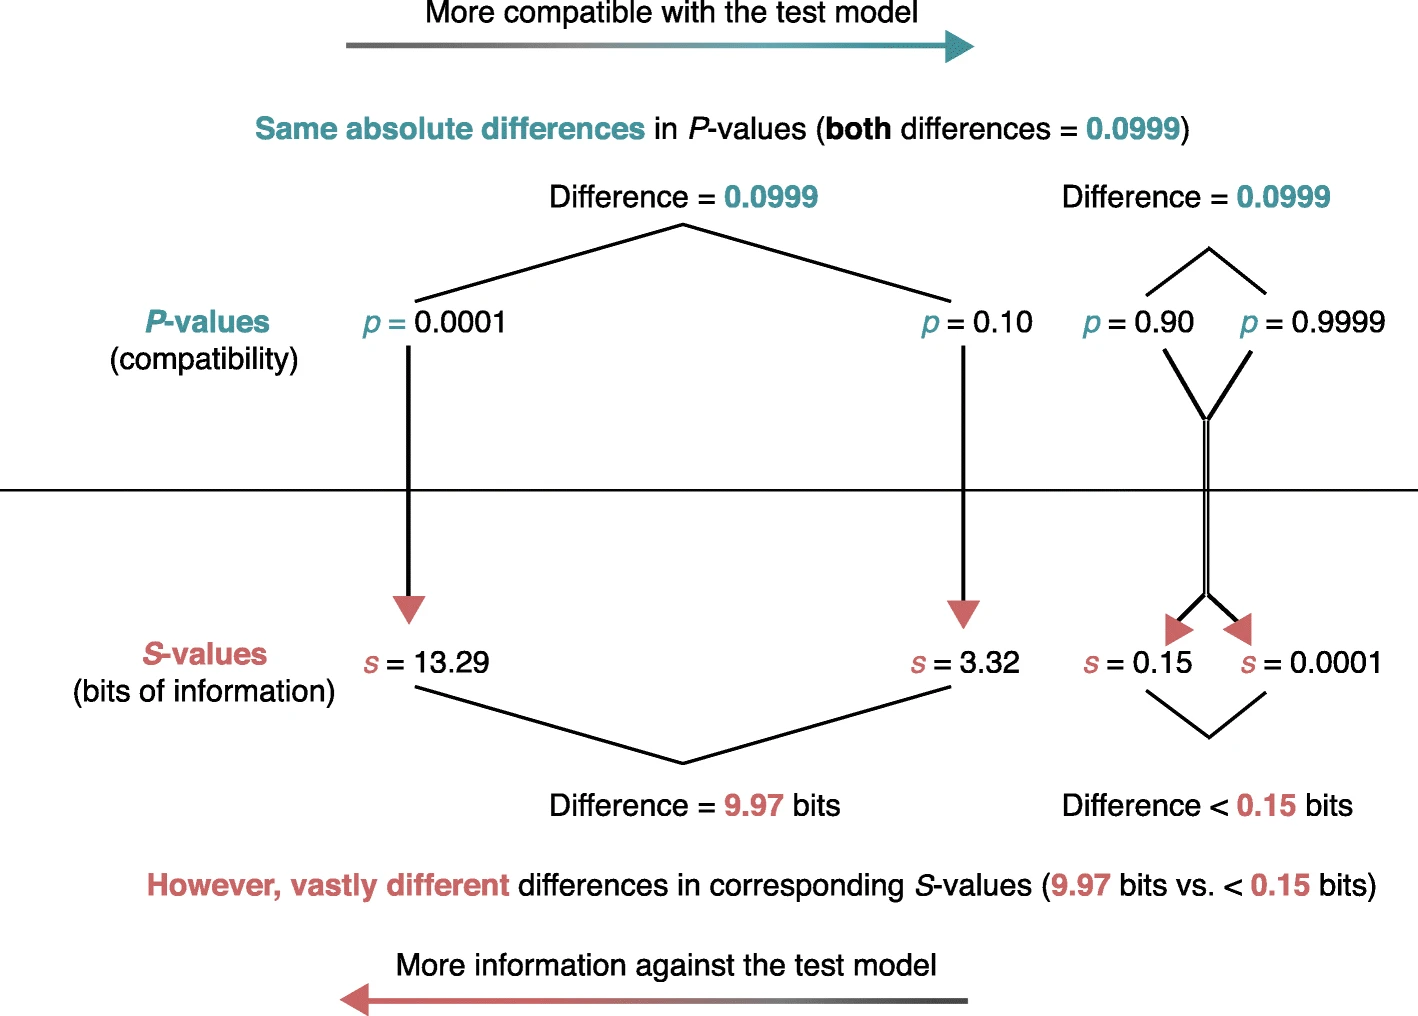 More compatible with the test model
Same absolute differences in P-values (both differences = 0.0999)
Difference = 0.0999
Difference = 0.0999
P-values
(compatibility)
p = 0.0001
p = 0.10
p = 0.90
p = 0.9999
S-values
(bits of information)
s = 13.29
s = 3.32
s = 0.15
s = 0.0001
Difference = 9.97 bits
Difference < 0.15 bits
However, vastly different differences in corresponding S-values (9.97 bits vs. < 0.15 bits)
More information against the test model